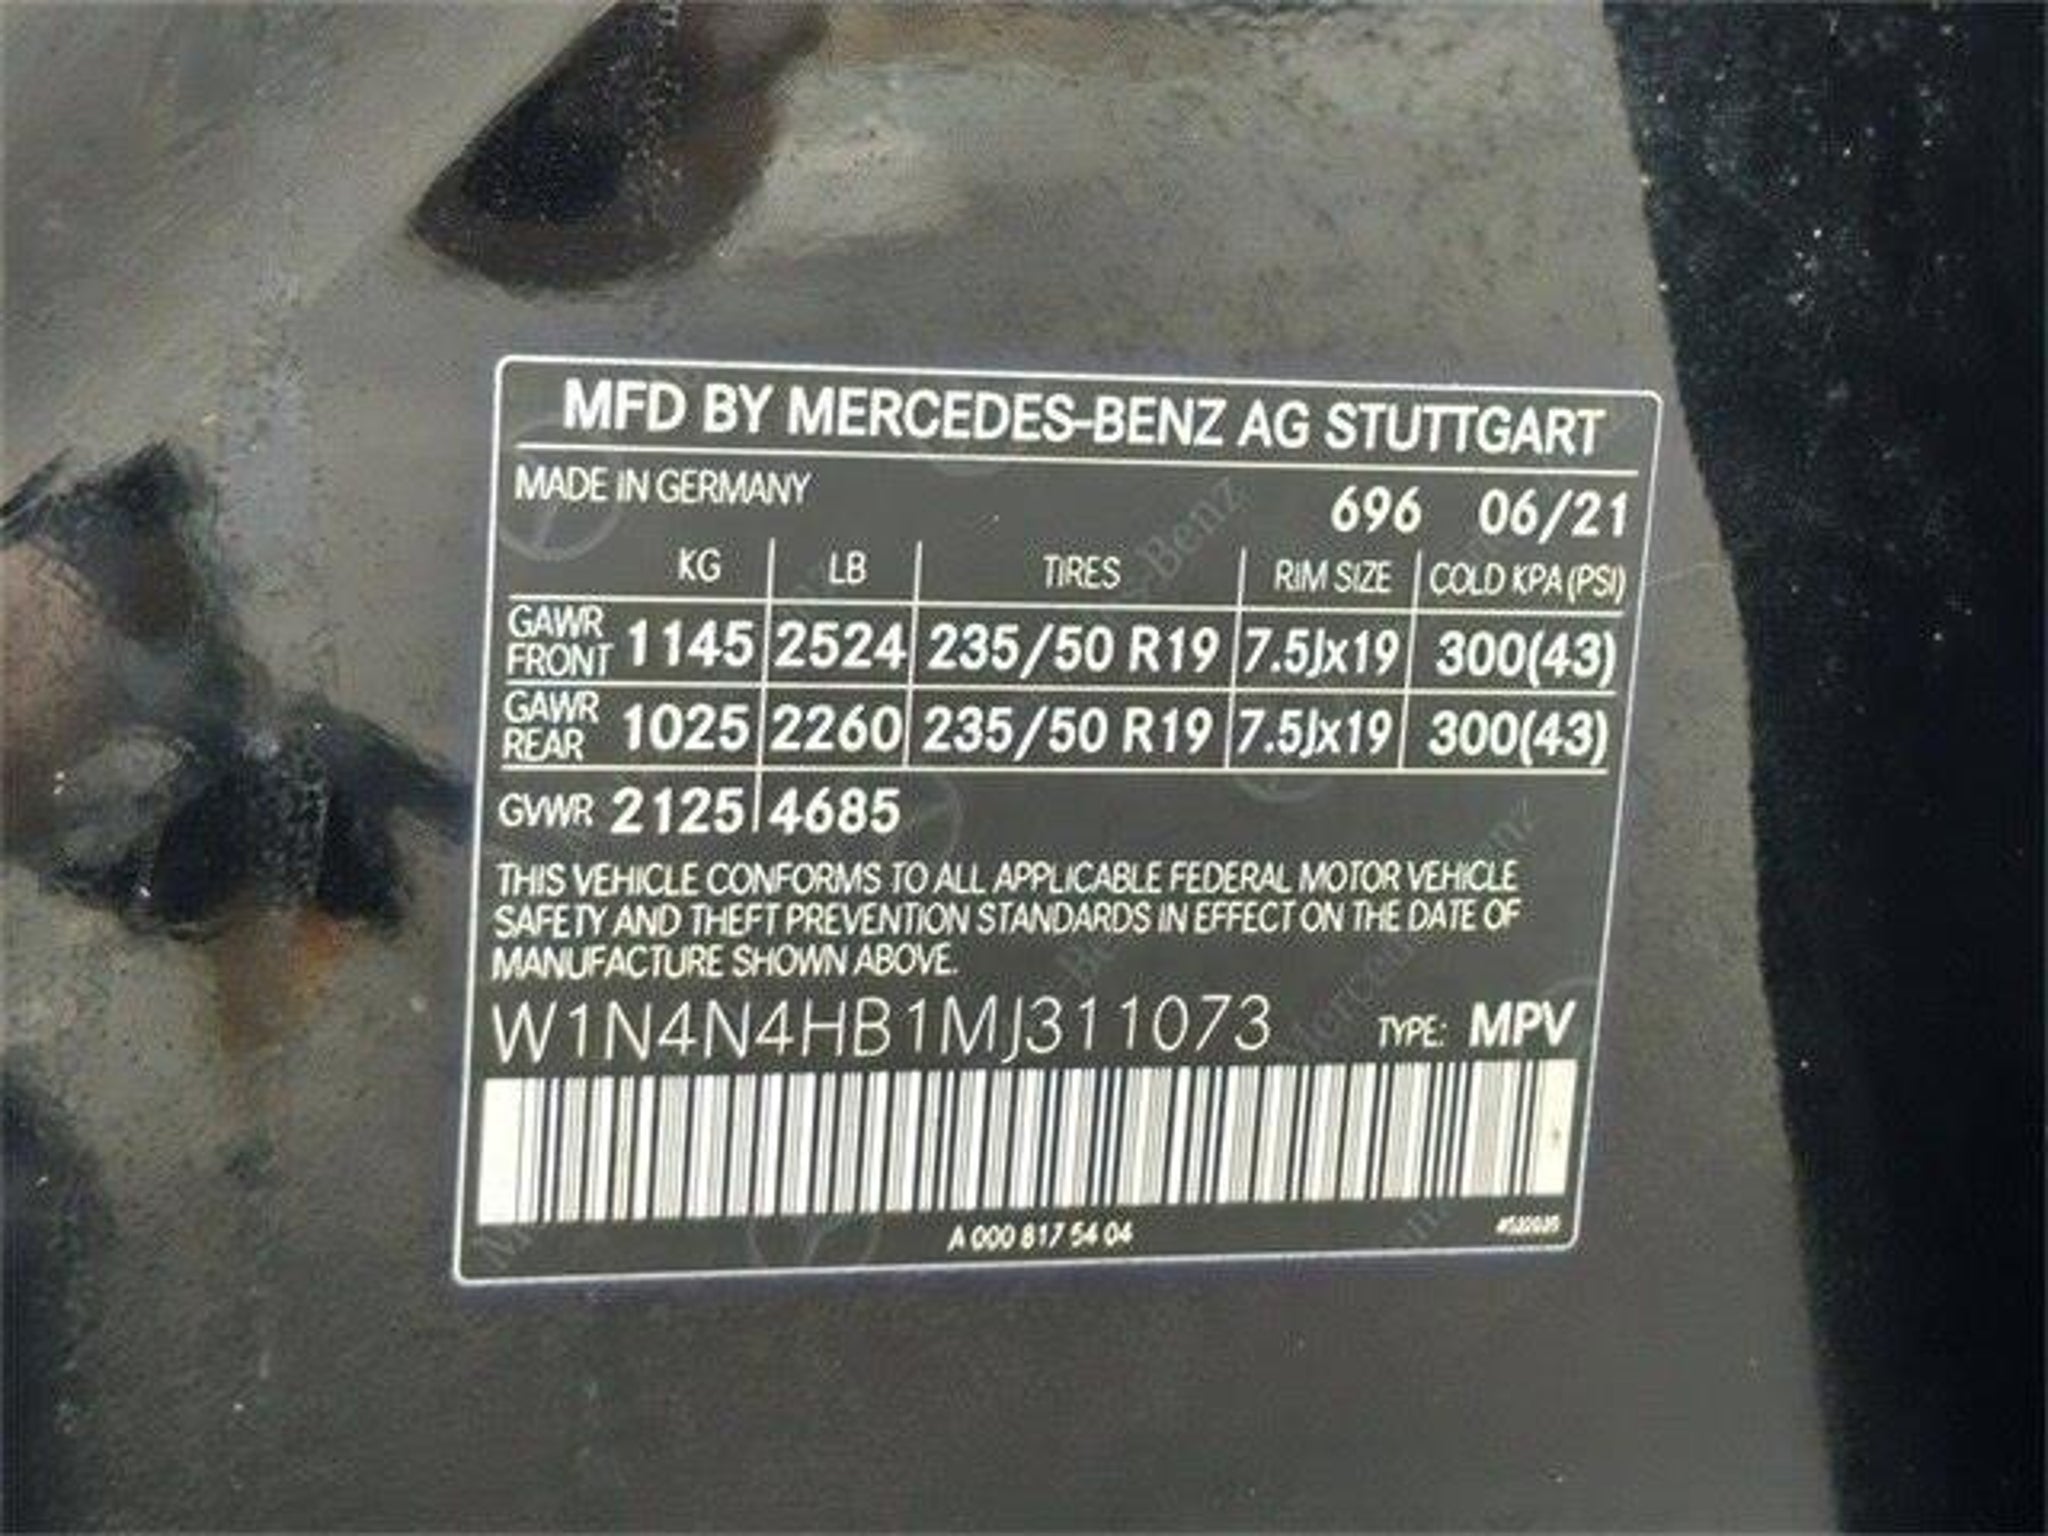 MFD BY MERCEDES-BENZ AG STUTTGART
MADE IN GERMANY 696 06/21
KG LB TIRES RIM SIZE COLD KPA (PSI)
GAWR FRONT 1145 2524 235/50 R19 7.5Jx19 300(43)
GAWR REAR 1025 2260 235/50 R19 7.5Jx19 300(43)
GVWR 2125 4685
THIS VEHICLE CONFORMS TO ALL APPLICABLE FEDERAL MOTOR VEHICLE
SAFETY AND THEFT PREVENTION STANDARDS IN EFFECT ON THE DATE OF
MANUFACTURE SHOWN ABOVE.
W1N4N4HB1MJ311073 TYPE: MPV
A 000 817 54 04